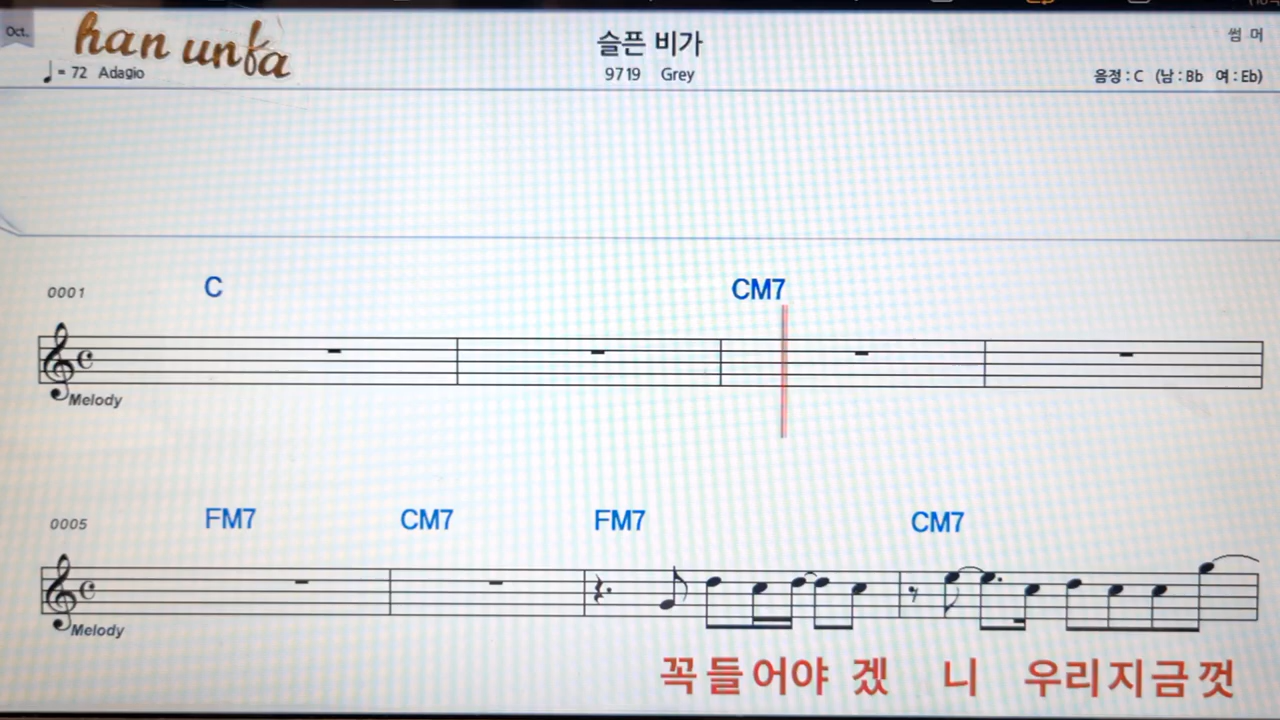 Oct.
han unfa
슬픈 비가
썸 머
♩= 72 Adagio
9719 Grey
음정 : C (남 : Bb 여 : Eb)
0001
C
CM7
Melody
0005
FM7
CM7
FM7
CM7
Melody
꼭 들 어야 겠 니 우리지금껏